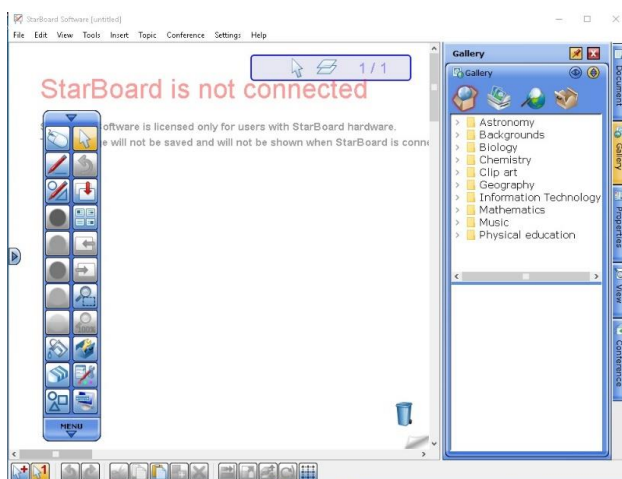 StarBoard Software [untitled]
File Edit View Tools Insert Topic Conference Settings Help
1 / 1
StarBoard is not connected
oftware is licensed only for users with StarBoard hardware.
ge will not be saved and will not be shown when StarBoard is conn
100%
MENU
Gallery
Gallery
Astronomy
Backgrounds
Biology
Chemistry
Clip art
Geography
Information Technology
Mathematics
Music
Physical education
Document
Gallery
Properties
View
Conference
1